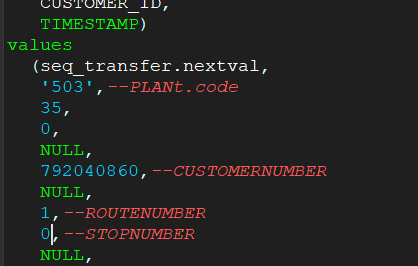 CUSTOMER_ID,
TIMESTAMP)
values
(seq_transfer.nextval,
'503',--PLANt.code
35,
0,
NULL,
792040860,--CUSTOMERNUMBER
NULL,
1,--ROUTENUMBER
0,--STOPNUMBER
NULL,